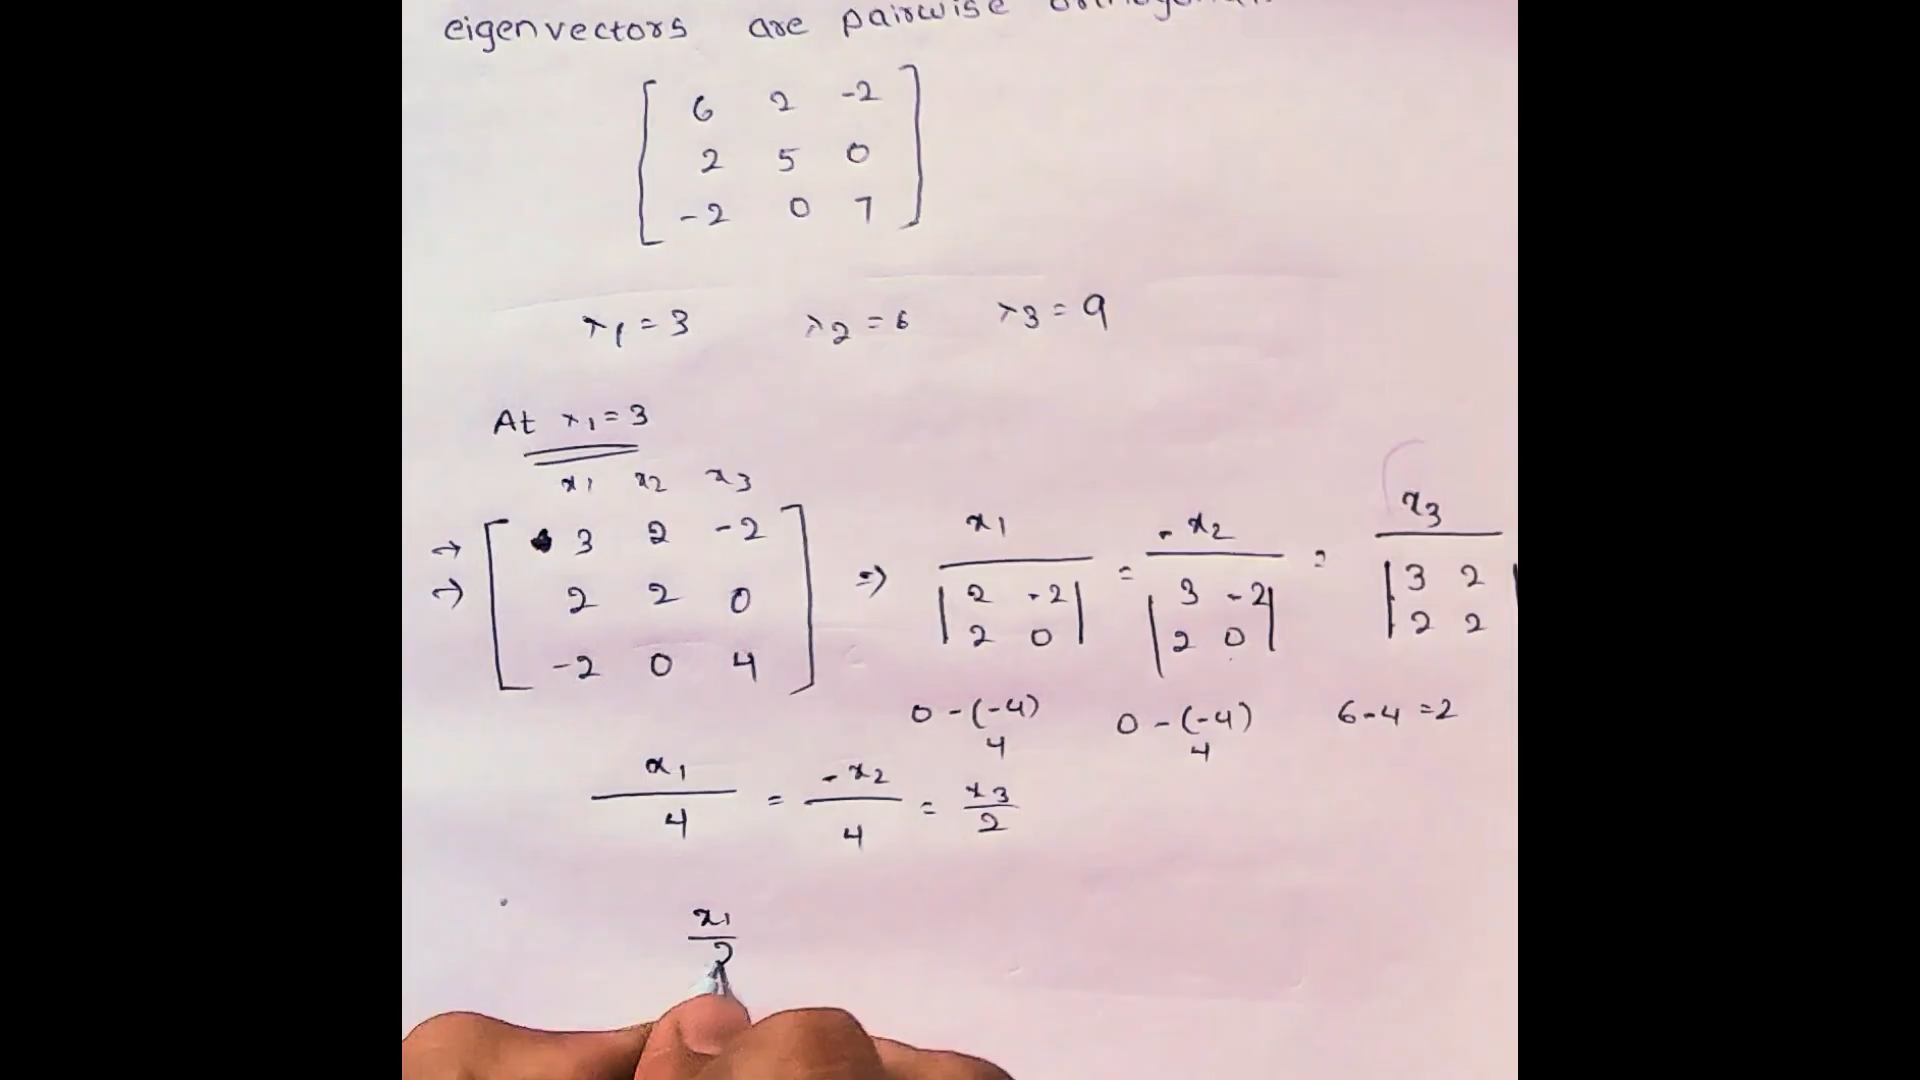 eigenvectors are pairwise orthogonal.
6 2 -2
2 5 0
-2 0 7
λ1 = 3 λ2 = 6 λ3 = 9
At λ1 = 3
x1 x2 x3
→ 3 2 -2
→ 2 2 0
-2 0 4
⇒ x1 / |2 -2; 2 0| = -x2 / |3 -2; 2 0| = x3 / |3 2; 2 2|
0 - (-4) 0 - (-4) 6-4 = 2
4 4
x1/4 = -x2/4 = x3/2
x1/2